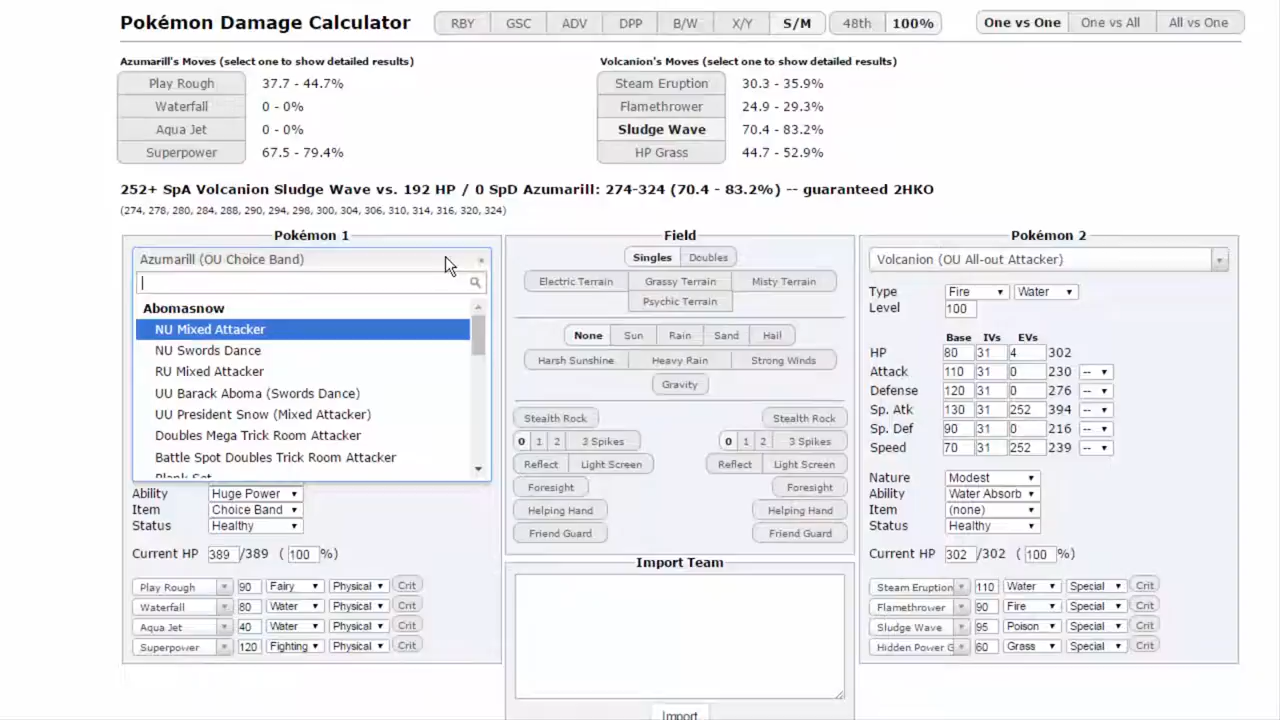 Pokémon Damage Calculator RBY GSC ADV DPP B/W X/Y S/M 48th 100% One vs One One vs All All vs One
Azumarill's Moves (select one to show detailed results)
Play Rough 37.7 - 44.7%
Waterfall 0 - 0%
Aqua Jet 0 - 0%
Superpower 67.5 - 79.4%
Volcanion's Moves (select one to show detailed results)
Steam Eruption 30.3 - 35.9%
Flamethrower 24.9 - 29.3%
Sludge Wave 70.4 - 83.2%
HP Grass 44.7 - 52.9%
252+ SpA Volcanion Sludge Wave vs. 192 HP / 0 SpD Azumarill: 274-324 (70.4 - 83.2%) -- guaranteed 2HKO
(274, 278, 280, 284, 288, 290, 294, 298, 300, 304, 306, 310, 314, 316, 320, 324)
Pokémon 1
Azumarill (OU Choice Band)
Abomasnow
NU Mixed Attacker
NU Swords Dance
RU Mixed Attacker
UU Barack Aboma (Swords Dance)
UU President Snow (Mixed Attacker)
Doubles Mega Trick Room Attacker
Battle Spot Doubles Trick Room Attacker
Blank Set
Ability Huge Power
Item Choice Band
Status Healthy
Current HP 389 /389 ( 100 %)
Play Rough 90 Fairy Physical Crit
Waterfall 80 Water Physical Crit
Aqua Jet 40 Water Physical Crit
Superpower 120 Fighting Physical Crit
Field
Singles Doubles
Electric Terrain Grassy Terrain Misty Terrain
Psychic Terrain
None Sun Rain Sand Hail
Harsh Sunshine Heavy Rain Strong Winds
Gravity
Stealth Rock Stealth Rock
0 1 2 3 Spikes 0 1 2 3 Spikes
Reflect Light Screen Reflect Light Screen
Foresight Foresight
Helping Hand Helping Hand
Friend Guard Friend Guard
Import Team
Import
Pokémon 2
Volcanion (OU All-out Attacker)
Type Fire Water
Level 100
Base IVs EVs
HP 80 31 4 302
Attack 110 31 0 230 --
Defense 120 31 0 276 --
Sp. Atk 130 31 252 394 --
Sp. Def 90 31 0 216 --
Speed 70 31 252 239 --
Nature Modest
Ability Water Absorb
Item (none)
Status Healthy
Current HP 302 /302 ( 100 %)
Steam Eruption 110 Water Special Crit
Flamethrower 90 Fire Special Crit
Sludge Wave 95 Poison Special Crit
Hidden Power G 60 Grass Special Crit